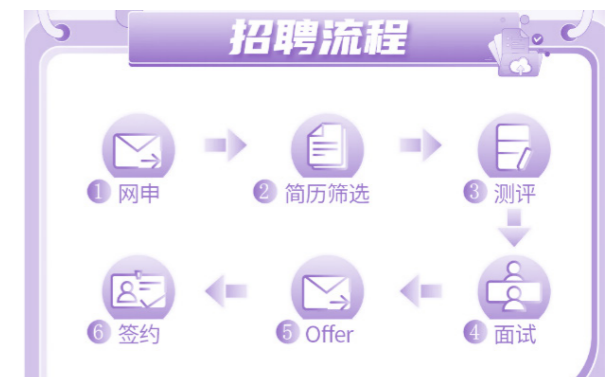 招聘流程
① 网申
② 简历筛选
③ 测评
④ 面试
⑤ Offer
⑥ 签约